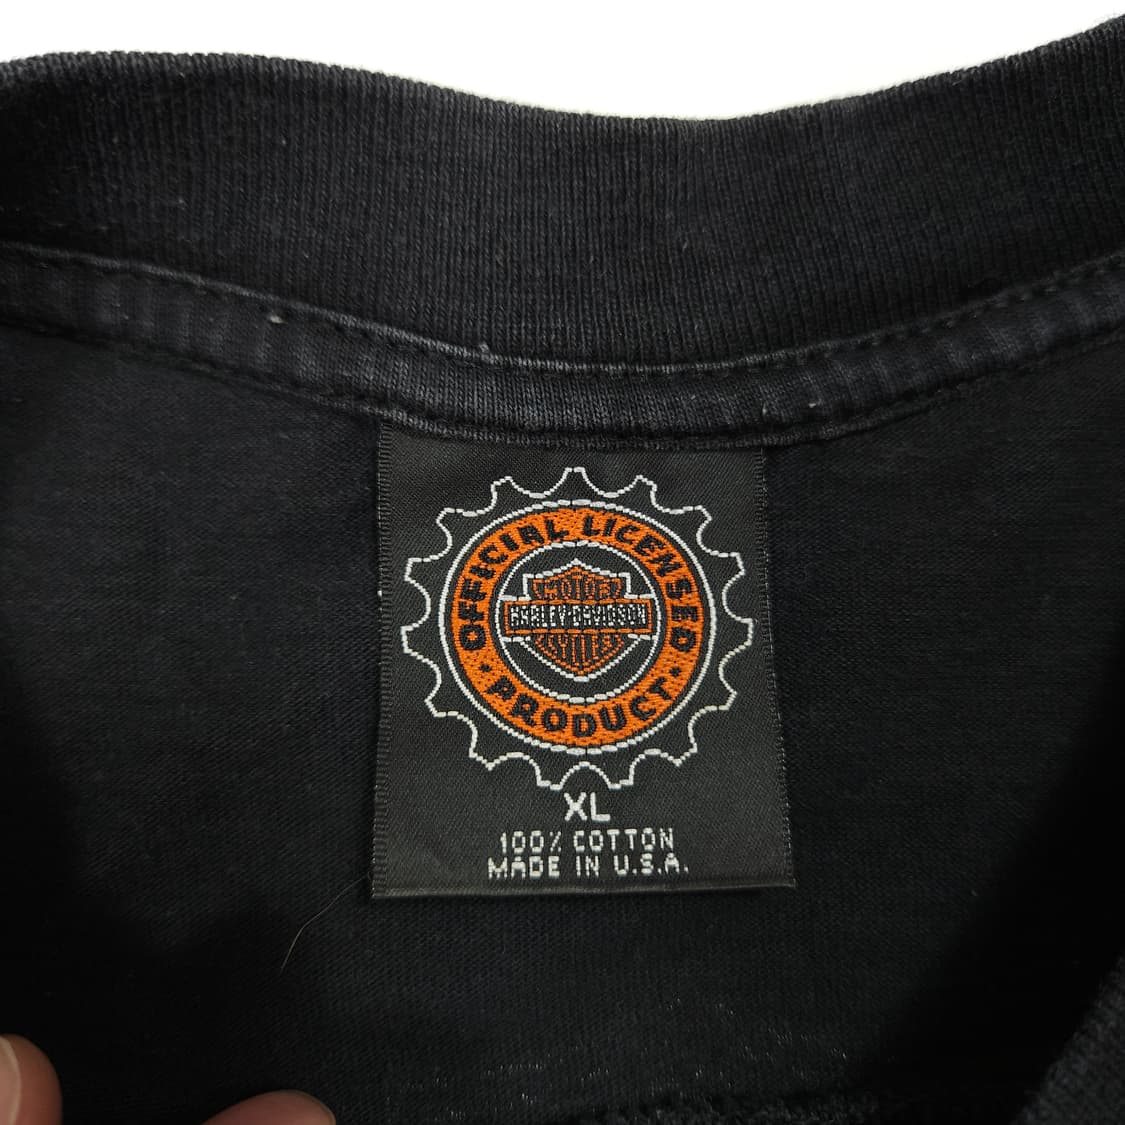 OFFICIAL LICENSED
MOTOR
HARLEY-DAVIDSON
CYCLES
• PRODUCT •
XL
100% COTTON
MADE IN U.S.A.